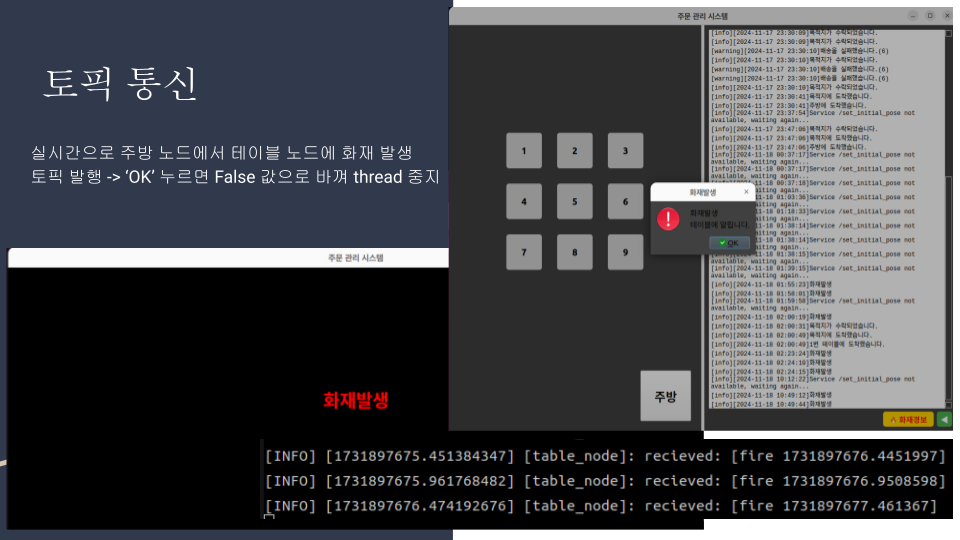 토픽 통신
실시간으로 주방 노드에서 테이블 노드에 화재 발생
토픽 발행 -> ‘OK’ 누르면 False 값으로 바껴 thread 중지
주문 관리 시스템
화재발생
주문 관리 시스템
1 2 3
4 5 6
7 8 9
주방
화재발생
화재발생
테이블에 알립니다.
OK
[info][2024-11-17 23:30:09]목적지가 수락되었습니다.
[info][2024-11-17 23:30:09]목적지가 수락되었습니다.
[warning][2024-11-17 23:30:10]배송을 실패했습니다.(6)
[info][2024-11-17 23:30:10]목적지가 수락되었습니다.
[warning][2024-11-17 23:30:10]배송을 실패했습니다.(6)
[warning][2024-11-17 23:30:10]배송을 실패했습니다.(6)
[info][2024-11-17 23:30:10]목적지가 수락되었습니다.
[info][2024-11-17 23:30:41]목적지에 도착했습니다.
[info][2024-11-17 23:30:41]주방에 도착했습니다.
[info][2024-11-17 23:37:54]Service /set_initial_pose not
available, waiting again...
[info][2024-11-17 23:47:06]목적지가 수락되었습니다.
[info][2024-11-17 23:47:06]목적지에 도착했습니다.
[info][2024-11-17 23:47:06]주방에 도착했습니다.
[info][2024-11-18 00:37:17]Service /set_initial_pose not
available, waiting again...
[info][2024-11-18 00:37:17]Service /set_initial_pose not
waiting again...
00:37:18]Service /set_initial_pose not
waiting again...
18 01:03:36]Service /set_initial_pose not
waiting again...
18 01:18:33]Service /set_initial_pose not
waiting again...
18 01:38:14]Service /set_initial_pose not
waiting again...
18 01:38:14]Service /set_initial_pose not
waiting again...
[info][2024-11-18 01:38:15]Service /set_initial_pose not
available, waiting again...
[info][2024-11-18 01:39:15]Service /set_initial_pose not
available, waiting again...
[info][2024-11-18 01:55:23]화재발생
[info][2024-11-18 01:58:01]화재발생
[info][2024-11-18 01:59:58]Service /set_initial_pose not
available, waiting again...
[info][2024-11-18 02:00:19]화재발생
[info][2024-11-18 02:00:31]목적지가 수락되었습니다.
[info][2024-11-18 02:00:49]목적지에 도착했습니다.
[info][2024-11-18 02:00:49]1번 테이블에 도착했습니다.
[info][2024-11-18 02:23:24]화재발생
[info][2024-11-18 02:24:10]화재발생
[info][2024-11-18 02:24:15]화재발생
[info][2024-11-18 10:12:22]Service /set_initial_pose not
available, waiting again...
[info][2024-11-18 10:49:12]화재발생
[info][2024-11-18 10:49:44]화재발생
화재경보
[INFO] [1731897675.451384347] [table_node]: recieved: [fire 1731897676.4451997]
[INFO] [1731897675.961768482] [table_node]: recieved: [fire 1731897676.9508598]
[INFO] [1731897676.474192676] [table_node]: recieved: [fire 1731897677.461367]